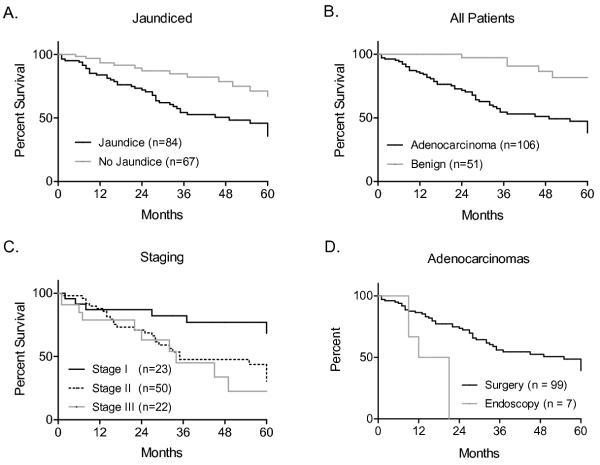 A.
Jaundiced
Percent Survival
100
50
0
Jaundice (n=84)
No Jaundice (n=67)
0 12 24 36 48 60
Months
B.
All Patients
Percent Survival
100
50
0
Adenocarcinoma (n=106)
Benign (n=51)
0 12 24 36 48 60
Months
C.
Staging
Percent Survival
100
50
0
Stage I (n=23)
Stage II (n=50)
Stage III (n=22)
0 12 24 36 48 60
Months
D.
Adenocarcinomas
Percent
100
50
0
Surgery (n = 99)
Endoscopy (n = 7)
0 12 24 36 48 60
Months